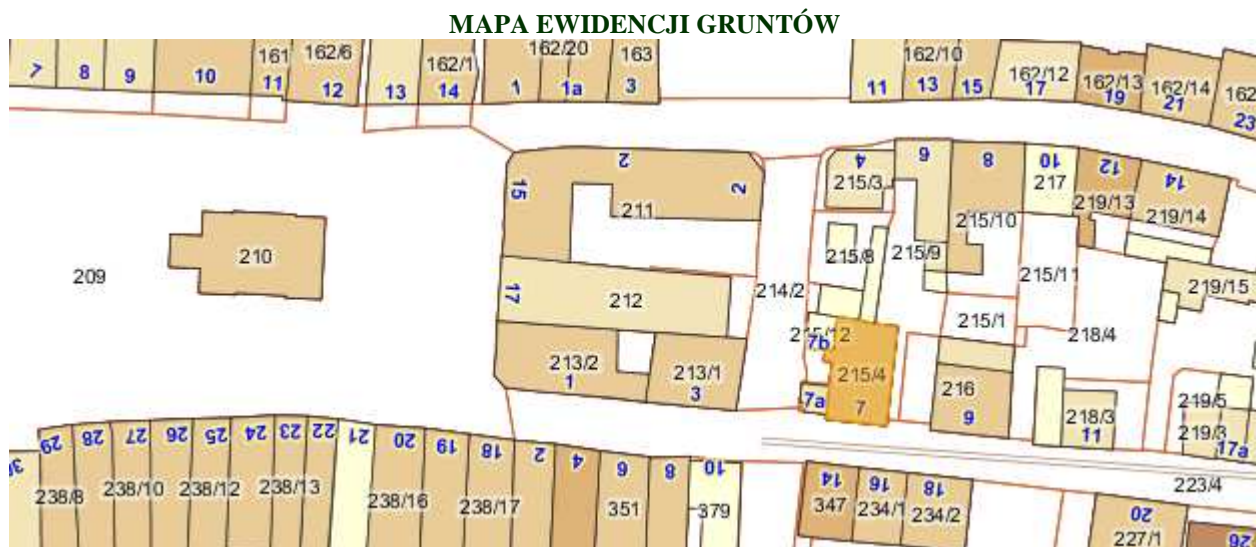 MAPA EWIDENCJI GRUNTÓW
161 162/6 162/1 162/20 163 162/10 162/12 162/13 162/14 162
7 8 9 10 11 12 13 14 1 1a 3 11 13 15 17 19 21 23
2 4 6 8 10 12 14
15 2 211 215/3 217 219/13 219/14
215/10
209 210 215/8 215/9 215/11 219/15
17 212 214/2
215/12 215/1 218/4
7b
213/2 213/1 215/4 216
1 3 7a 7 9 218/3 11 219/5 219/3 17a
29 28 27 26 25 24 23 22 21 20 19 18 2 4 6 8 10 14 16 18
238/8 238/10 238/12 238/13 238/16 238/17 351 379 347 234/1 234/2 223/4
20 227/1 26